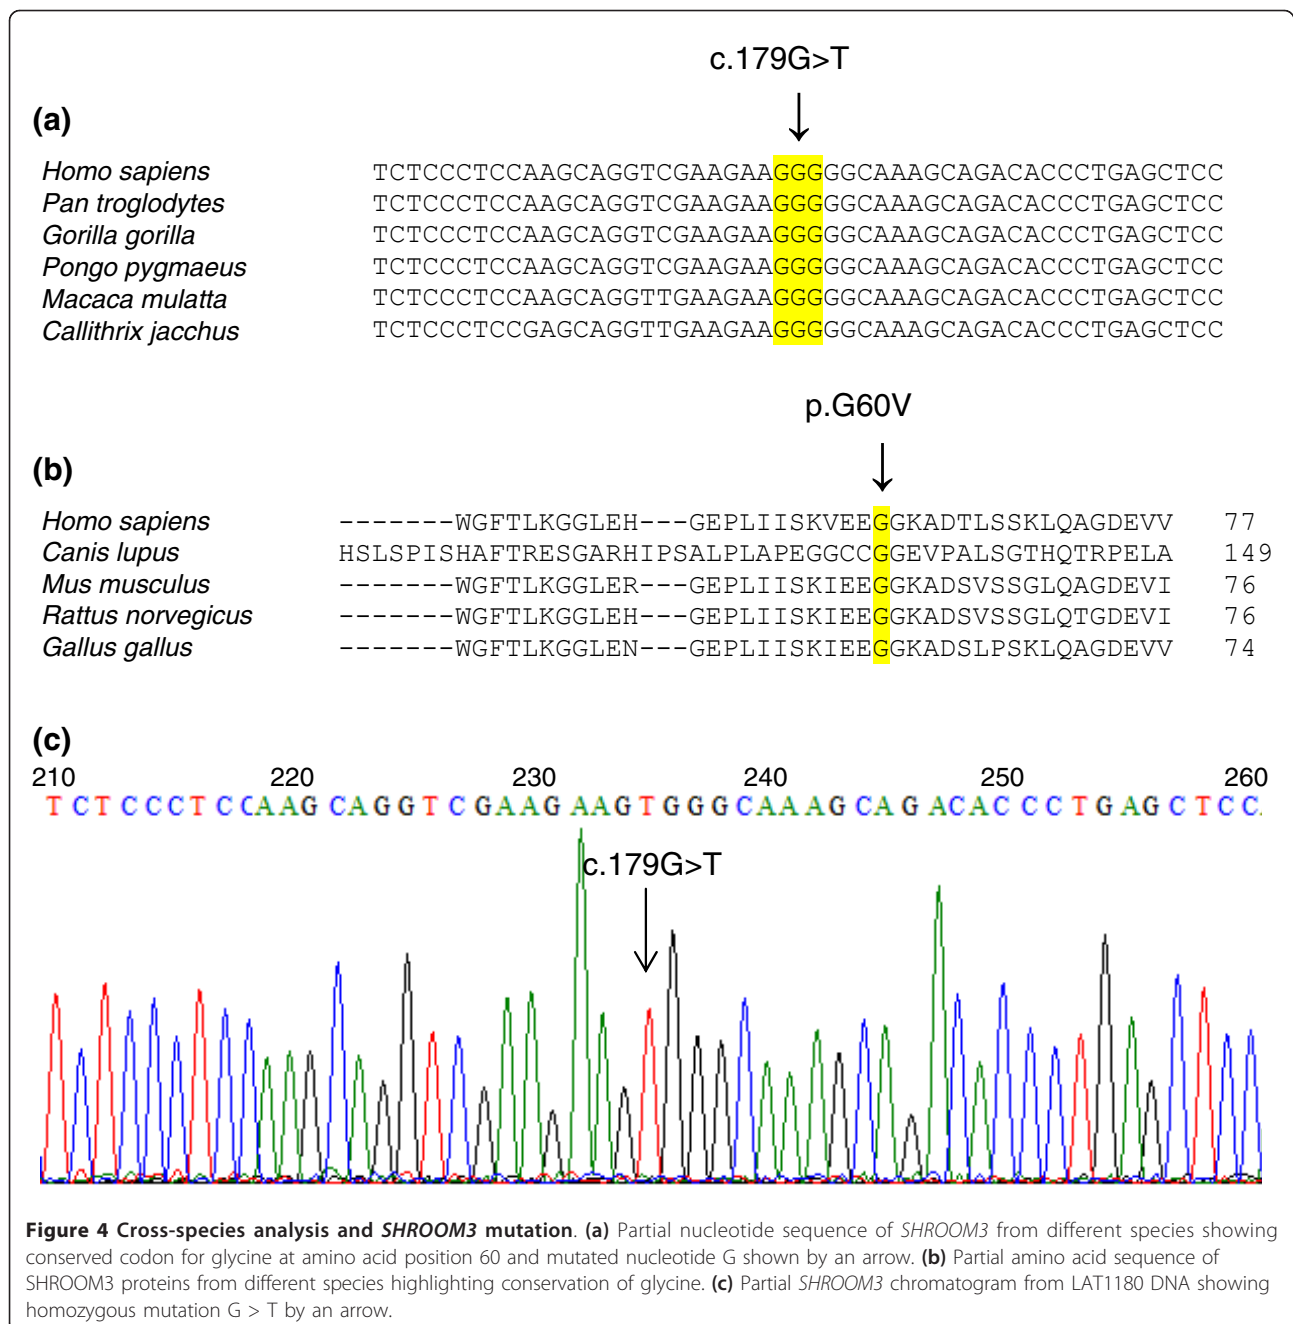 c.179G>T
(a)
Homo sapiens TCTCCCTCCAAGCAGGTCGAAGAAGGGGGCAAAGCAGACACCCTGAGCTCC
Pan troglodytes TCTCCCTCCAAGCAGGTCGAAGAAGGGGGCAAAGCAGACACCCTGAGCTCC
Gorilla gorilla TCTCCCTCCAAGCAGGTCGAAGAAGGGGGCAAAGCAGACACCCTGAGCTCC
Pongo pygmaeus TCTCCCTCCAAGCAGGTCGAAGAAGGGGGCAAAGCAGACACCCTGAGCTCC
Macaca mulatta TCTCCCTCCAAGCAGGTTGAAGAAGGGGGCAAAGCAGACACCCTGAGCTCC
Callithrix jacchus TCTCCCTCCGAGCAGGTTGAAGAAGGGGGCAAAGCAGACACCCTGAGCTCC
p.G60V
(b)
Homo sapiens -------WGFTLKGGLEH---GEPLIISKVEEGGKADTLSSKLQAGDEVV 77
Canis lupus HSLSPISHAFTRESGARHIPSALPLAPEGGCCGGEVPALSGTHQTRPELA 149
Mus musculus -------WGFTLKGGLER---GEPLIISKIEEGGKADSVSSGLQAGDEVI 76
Rattus norvegicus -------WGFTLKGGLEH---GEPLIISKIEEGGKADSVSSGLQTGDEVI 76
Gallus gallus -------WGFTLKGGLEN---GEPLIISKIEEGGKADSLPSKLQAGDEVV 74
(c)
210 220 230 240 250 260
TCTCCCTCCAAGCAGGTCGAAGAAGTGGGCAAAGCAGACACCCTGAGCTCC.
c.179G>T
Figure 4 Cross-species analysis and SHROOM3 mutation. (a) Partial nucleotide sequence of SHROOM3 from different species showing
conserved codon for glycine at amino acid position 60 and mutated nucleotide G shown by an arrow. (b) Partial amino acid sequence of
SHROOM3 proteins from different species highlighting conservation of glycine. (c) Partial SHROOM3 chromatogram from LAT1180 DNA showing
homozygous mutation G > T by an arrow.